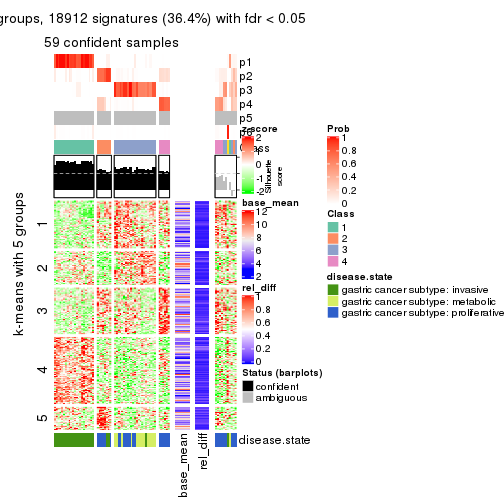 groups, 18912 signatures (36.4%) with fdr < 0.05
59 confident samples
p1
p2
p3
p4
p5
z-score
2
1
0
-1
-2
Silhouette
score
Prob
1
0.8
0.6
0.4
0.2
0
base_mean
12
10
8
6
4
2
Class
1
2
3
4
disease.state
gastric cancer subtype: invasive
gastric cancer subtype: metabolic
gastric cancer subtype: proliferative
rel_diff
1
0.8
0.6
0.4
0.2
0
Status (barplots)
confident
ambiguous
k-means with 5 groups
1
2
3
4
5
disease.state
base_mean
rel_diff